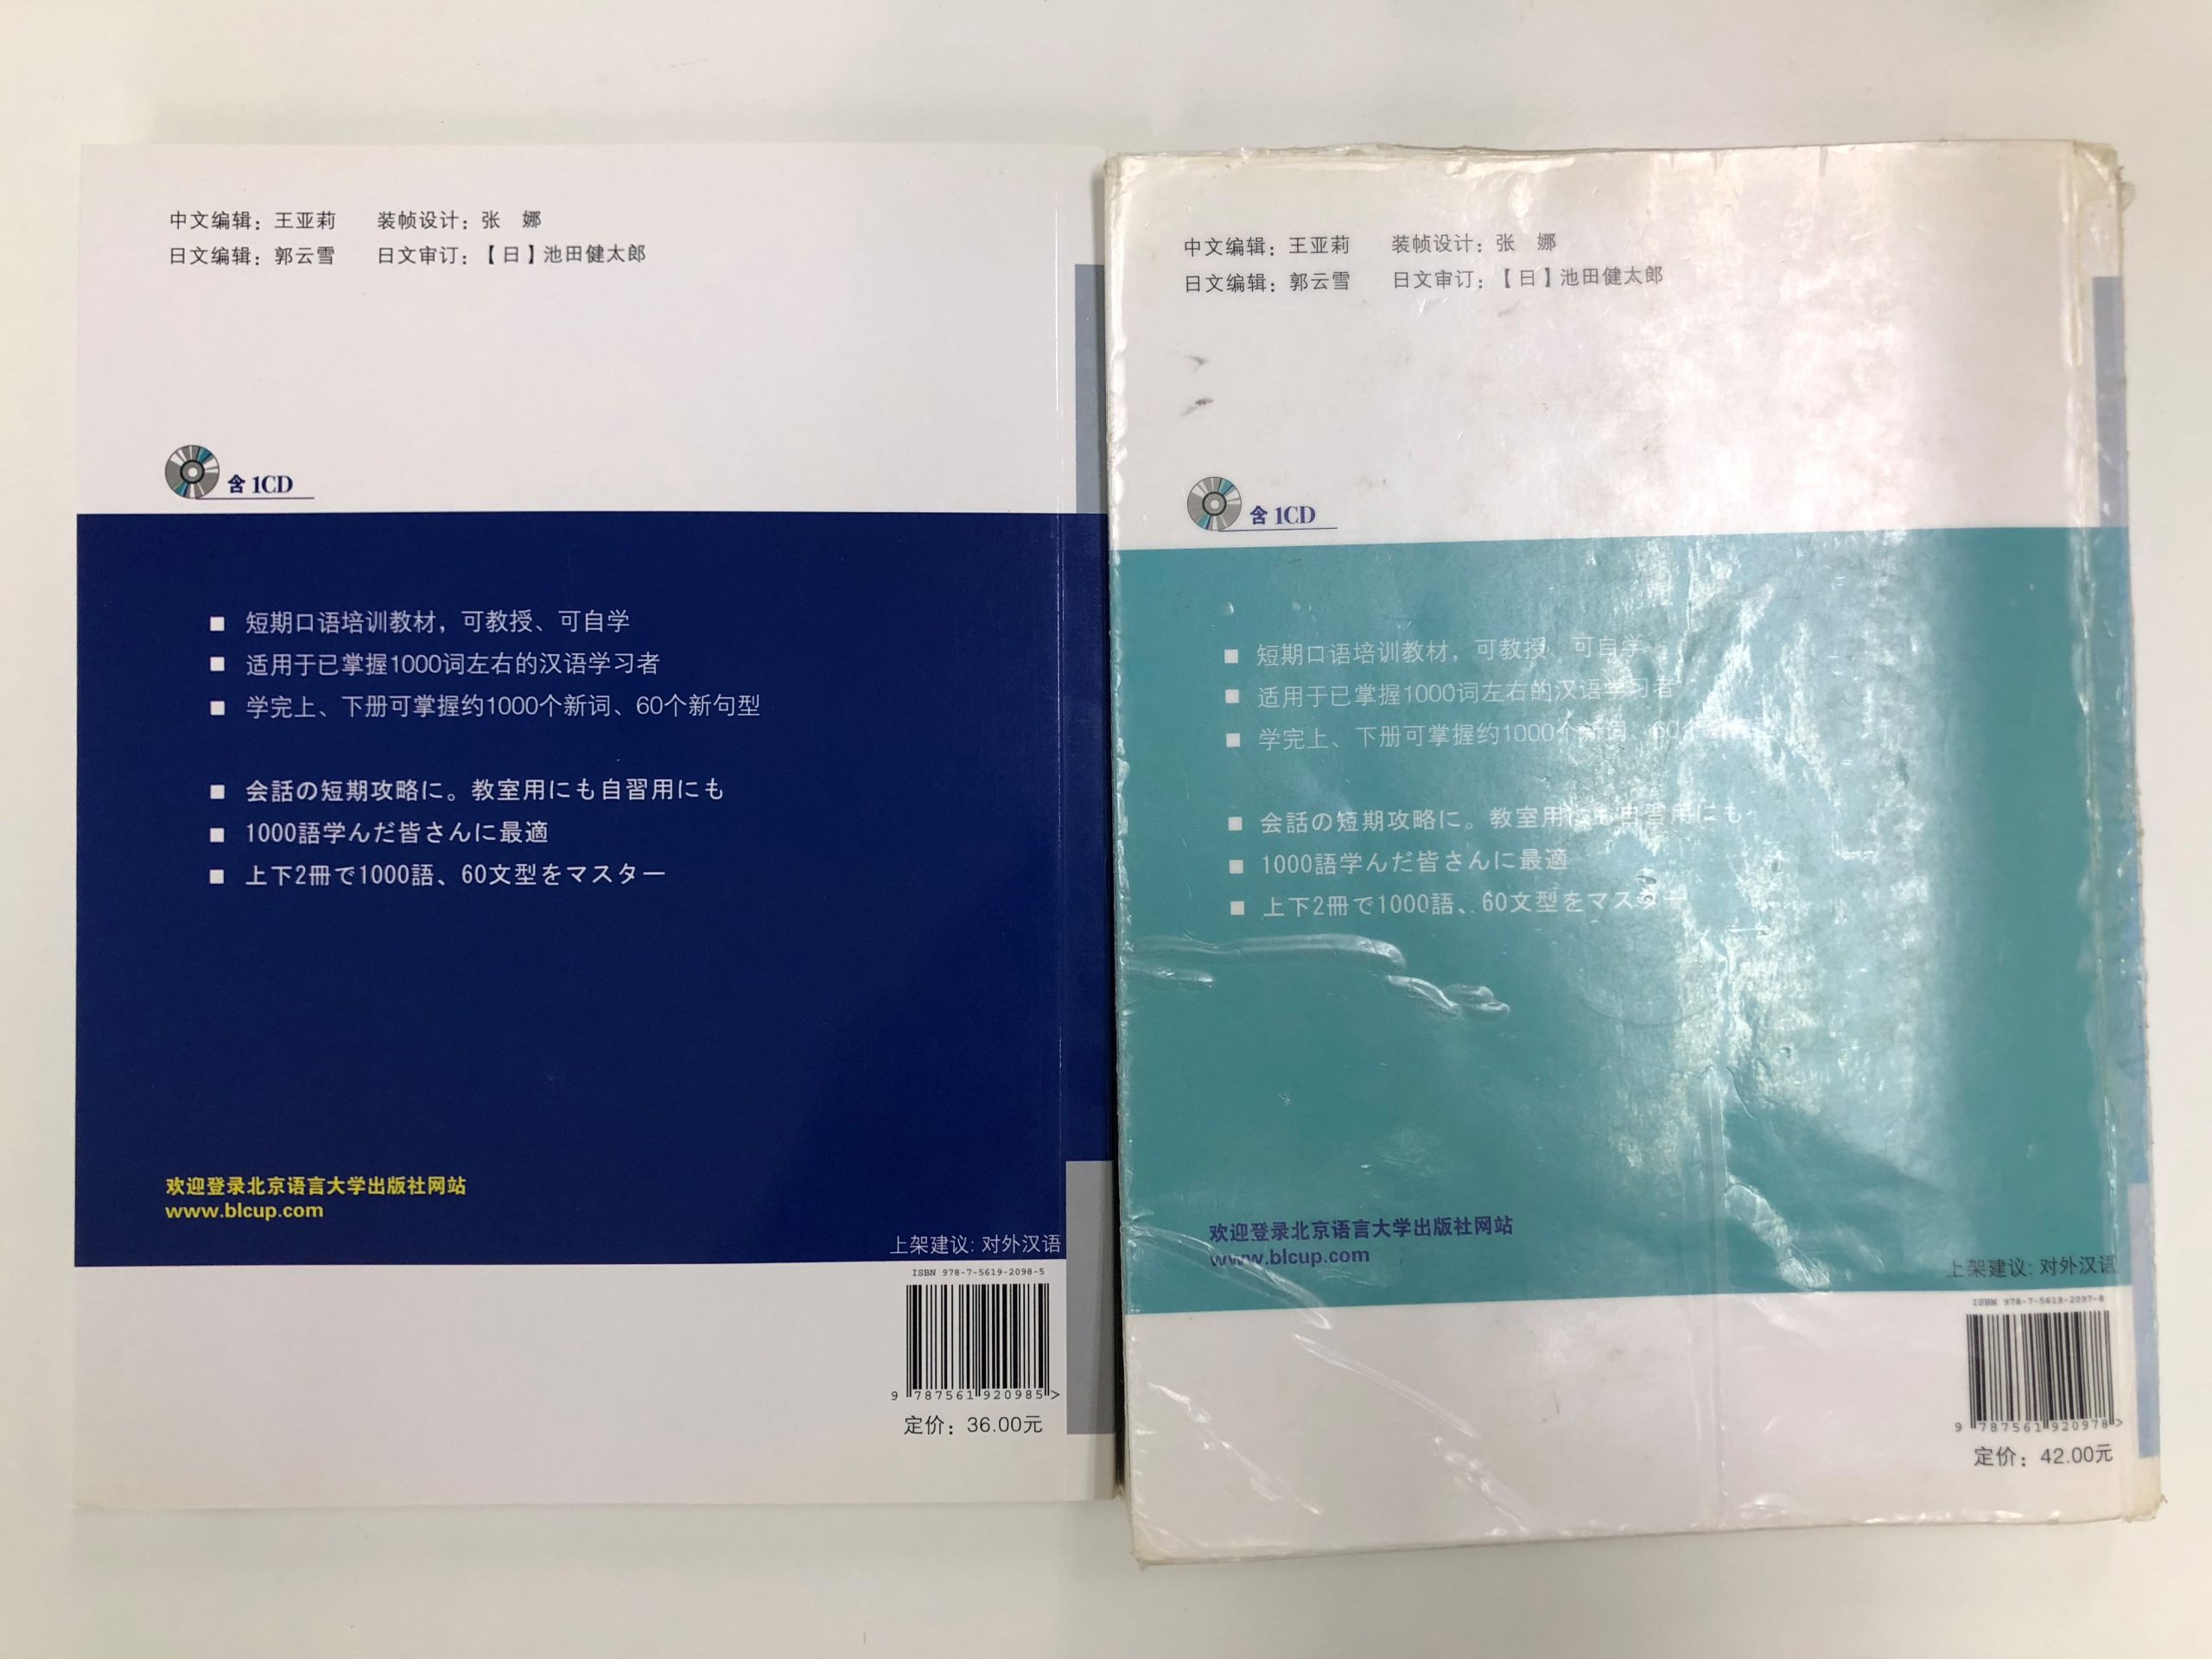 中文编辑：王亚莉　装帧设计：张　娜
日文编辑：郭云雪　日文审订：【日】池田健太郎
含 1CD
■ 短期口语培训教材，可教授、可自学
■ 适用于已掌握1000词左右的汉语学习者
■ 学完上、下册可掌握约1000个新词、60个新句型
■ 会話の短期攻略に。教室用にも自習用にも
■ 1000語学んだ皆さんに最適
■ 上下2冊で1000語、60文型をマスター
欢迎登录北京语言大学出版社网站
www.blcup.com
上架建议: 对外汉语
ISBN 978-7-5619-2098-5
9 787561 920985 >
定价：36.00元
中文编辑：王亚莉　装帧设计：张　娜
日文编辑：郭云雪　日文审订：【日】池田健太郎
含 1CD
■ 短期口语培训教材，可教授、可自学
■ 适用于已掌握1000词左右的汉语学习者
■ 学完上、下册可掌握约1000个新词、60个
■ 会話の短期攻略に。教室用にも自習用にも
■ 1000語学んだ皆さんに最適
■ 上下2冊で1000語、60文型をマスター
欢迎登录北京语言大学出版社网站
www.blcup.com
上架建议: 对外汉语
ISBN 978-7-5619-2097-8
9 787561 920978 >
定价：42.00元